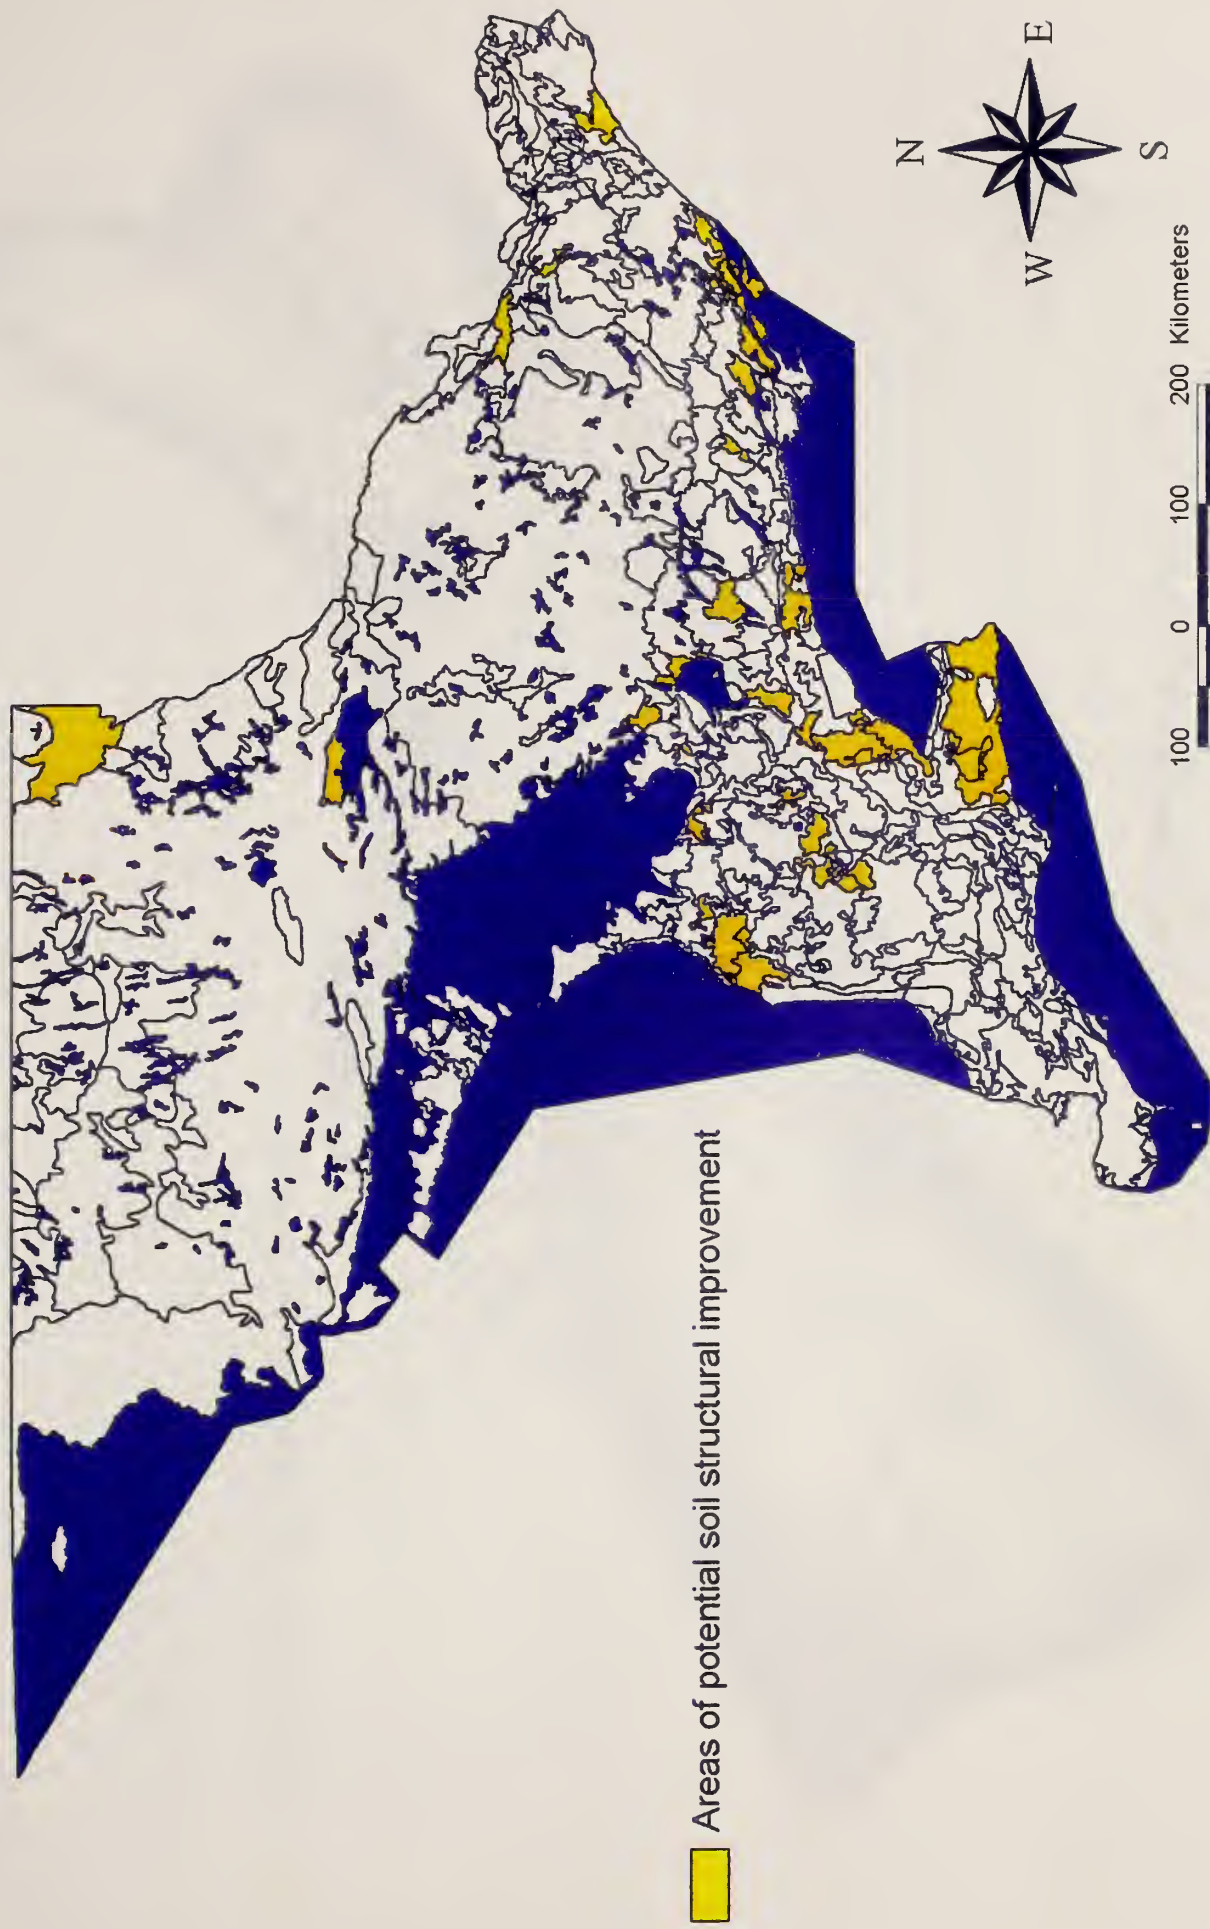 N
W E
S
100 0 100 200 Kilometers
Areas of potential soil structural improvement